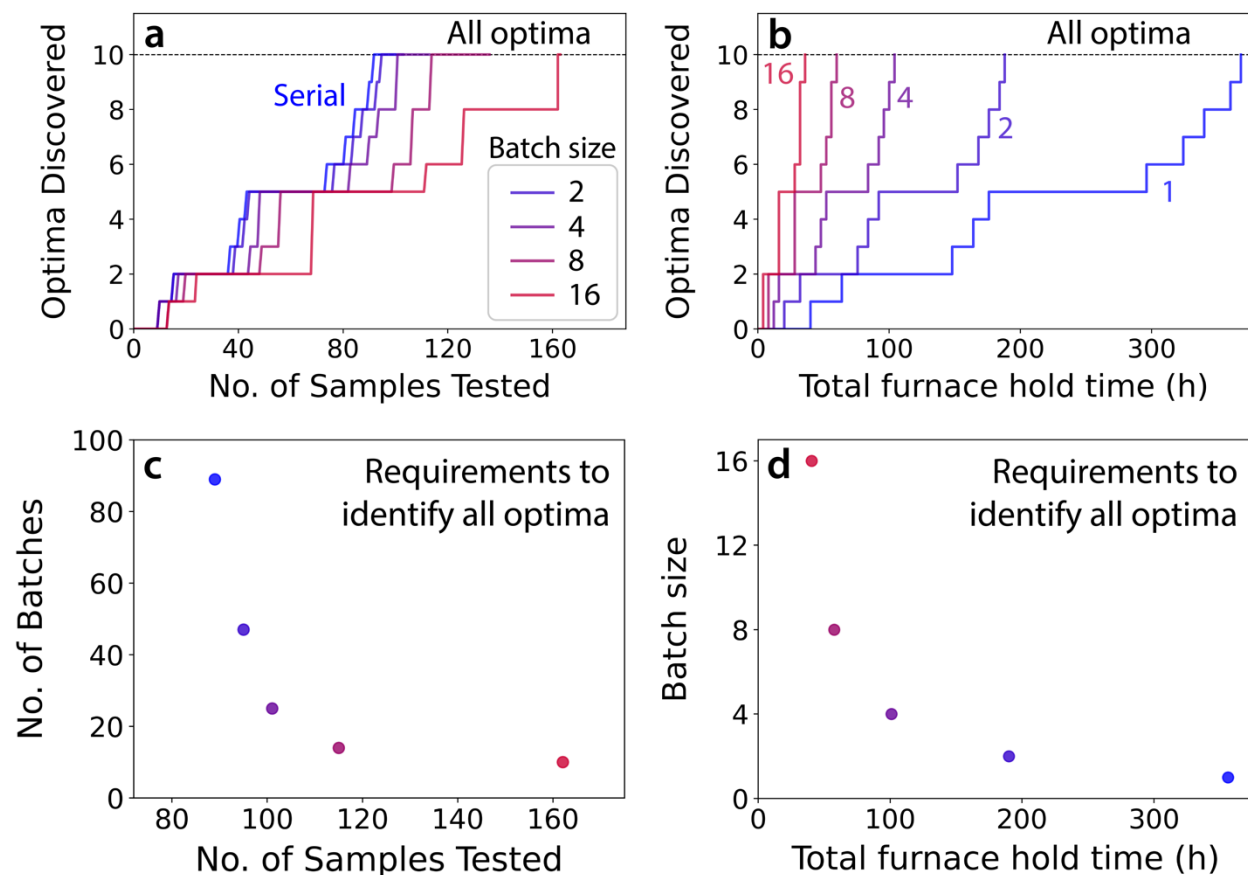 a
All optima
Optima Discovered
10
8
6
4
2
0
Serial
Batch size
2
4
8
16
0
40
80
120
160
No. of Samples Tested
b
All optima
Optima Discovered
10
8
6
4
2
0
16
8
4
2
1
0
100
200
300
Total furnace hold time (h)
c
Requirements to
identify all optima
No. of Batches
100
80
60
40
20
0
80
100
120
140
160
No. of Samples Tested
d
Requirements to
identify all optima
Batch size
16
12
8
4
0
0
100
200
300
Total furnace hold time (h)